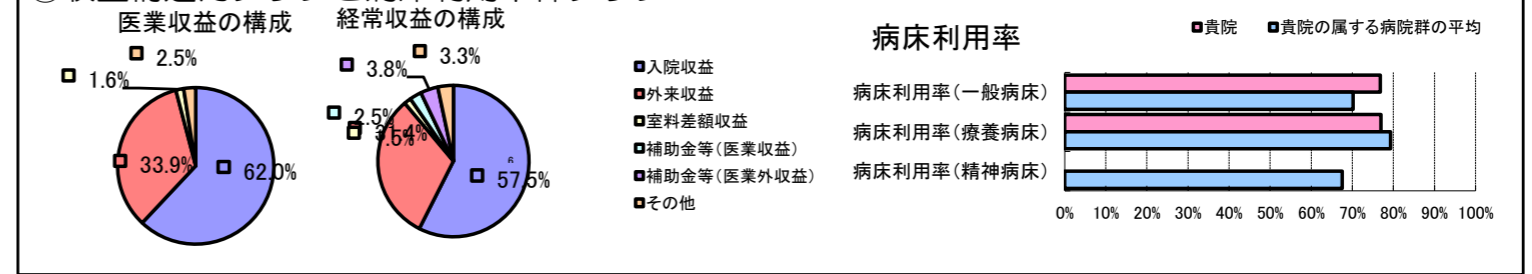 医業収益の構成
2.5%
1.6%
33.9%
62.0%
経常収益の構成
3.3%
3.8%
2.5%
57.5%
入院収益
外来収益
室料差額収益
補助金等(医業収益)
補助金等(医業外収益)
その他
病床利用率
貴院 貴院の属する病院群の平均
病床利用率(一般病床)
病床利用率(療養病床)
病床利用率(精神病床)
0% 10% 20% 30% 40% 50% 60% 70% 80% 90% 100%